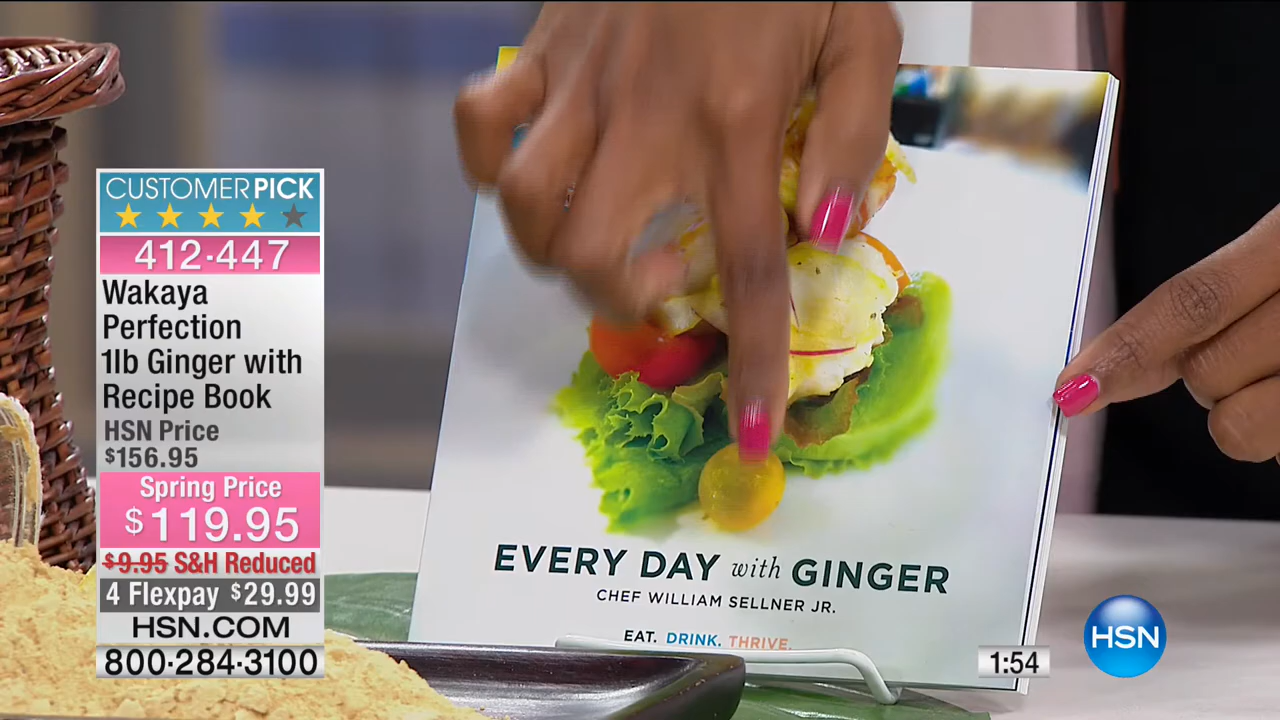 CUSTOMER PICK
412·447
Wakaya
Perfection
1lb Ginger with
Recipe Book
HSN Price
$156.95
Spring Price
$119.95
$9.95 S&H Reduced
4 Flexpay $29.99
HSN.COM
800·284·3100
EVERY DAY with GINGER
CHEF WILLIAM SELLNER JR.
EAT. DRINK. THRIVE.
1:54
HSN